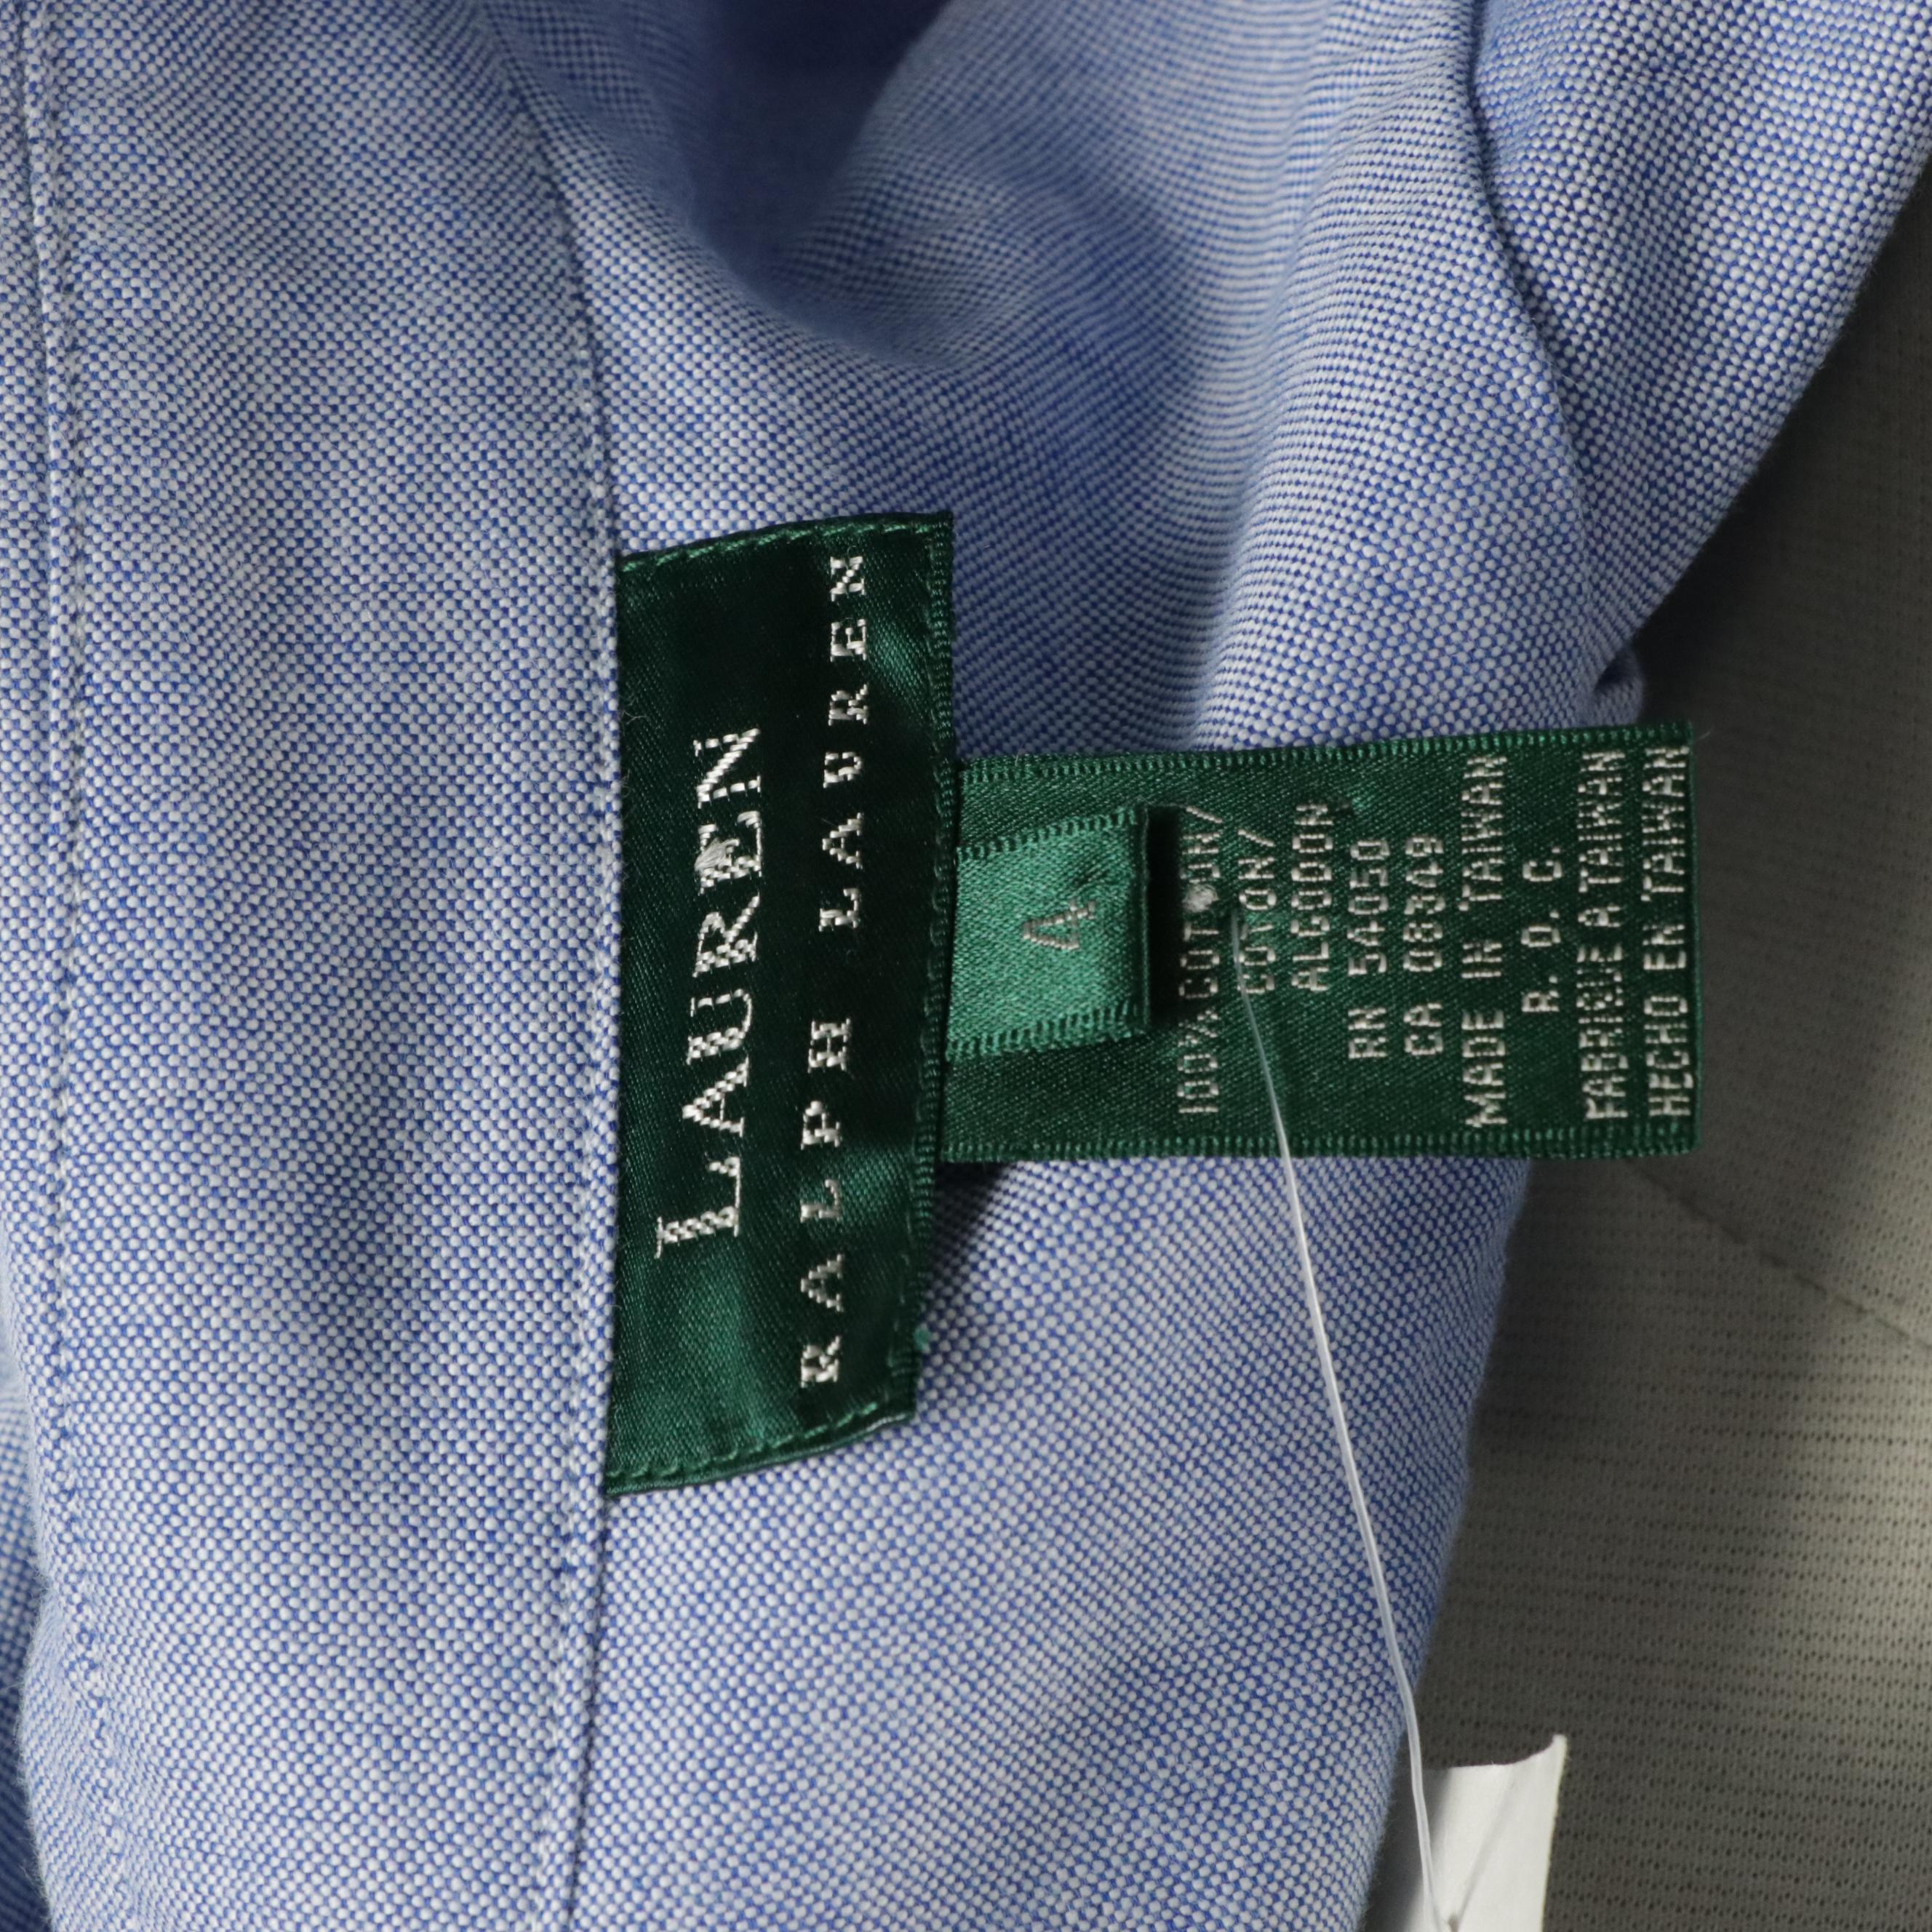 LAUREN
RALPH LAUREN
4
100% COTTON/
COTON/
ALGODON
RN 54050
CA 08349
MADE IN TAIWAN
R. O. C.
FABRIQUE A TAIWAN
HECHO EN TAIWAN